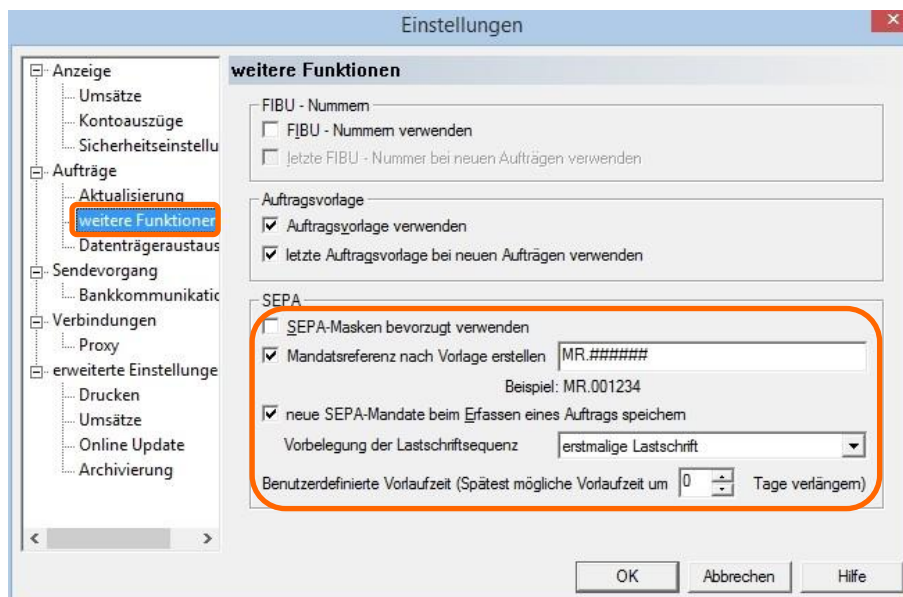 Einstellungen
Anzeige
Umsätze
Kontoauszüge
Sicherheitseinstellu
Aufträge
Aktualisierung
weitere Funktioner
Datenträgeraustaus
Sendevorgang
Bankkommunikatic
Verbindungen
Proxy
erweiterte Einstellunge
Drucken
Umsätze
Online Update
Archivierung
weitere Funktionen
FIBU - Nummern
FIBU - Nummern verwenden
letzte FIBU - Nummer bei neuen Aufträgen verwenden
Auftragsvorlage
Auftragsvorlage verwenden
letzte Auftragsvorlage bei neuen Aufträgen verwenden
SEPA
SEPA-Masken bevorzugt verwenden
Mandatsreferenz nach Vorlage erstellen MR.######
Beispiel: MR.001234
neue SEPA-Mandate beim Erfassen eines Auftrags speichern
Vorbelegung der Lastschriftsequenz erstmalige Lastschrift
Benutzerdefinierte Vorlaufzeit (Spätest mögliche Vorlaufzeit um 0 Tage verlängern)
OK Abbrechen Hilfe